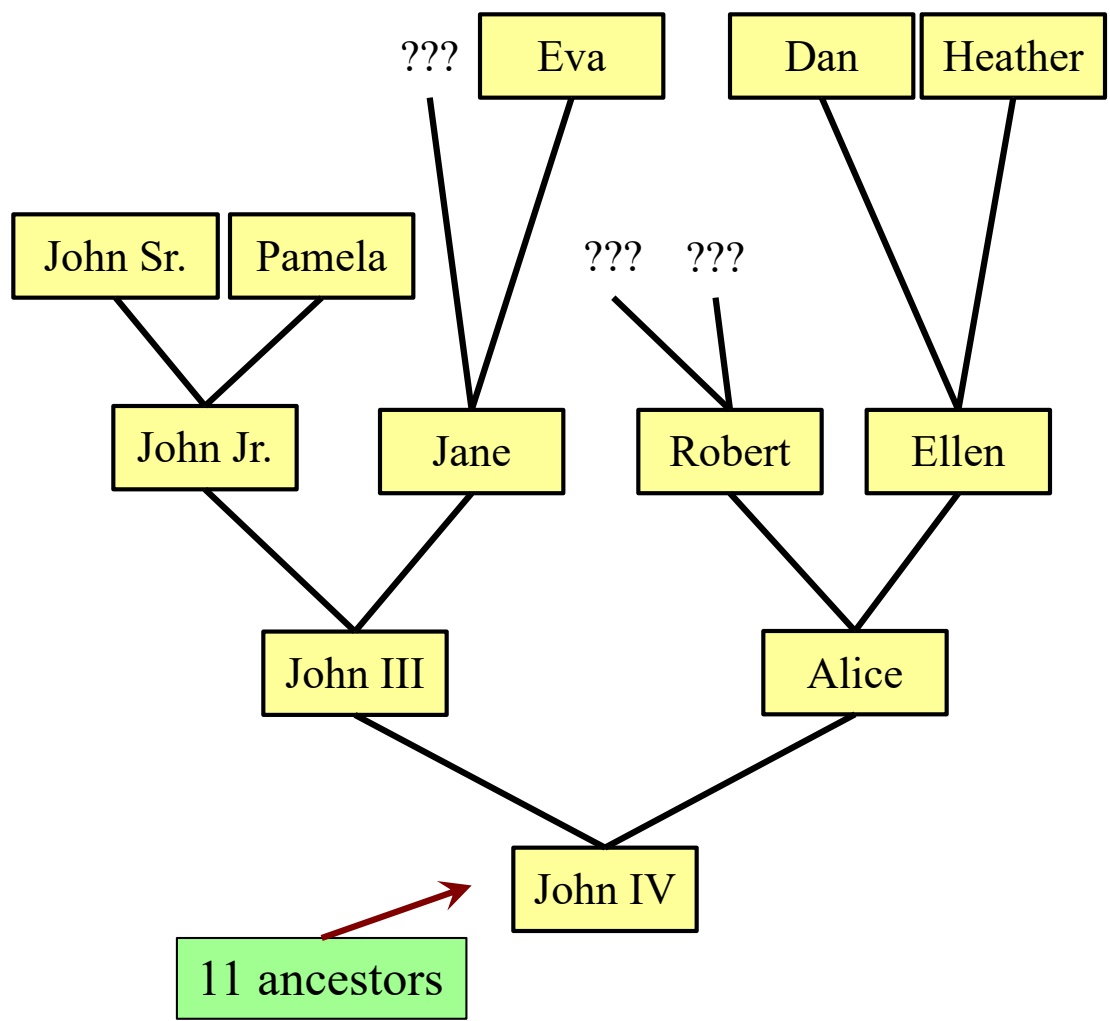 ??? Eva Dan Heather
John Sr. Pamela ??? ???
John Jr. Jane Robert Ellen
John III Alice
John IV
11 ancestors